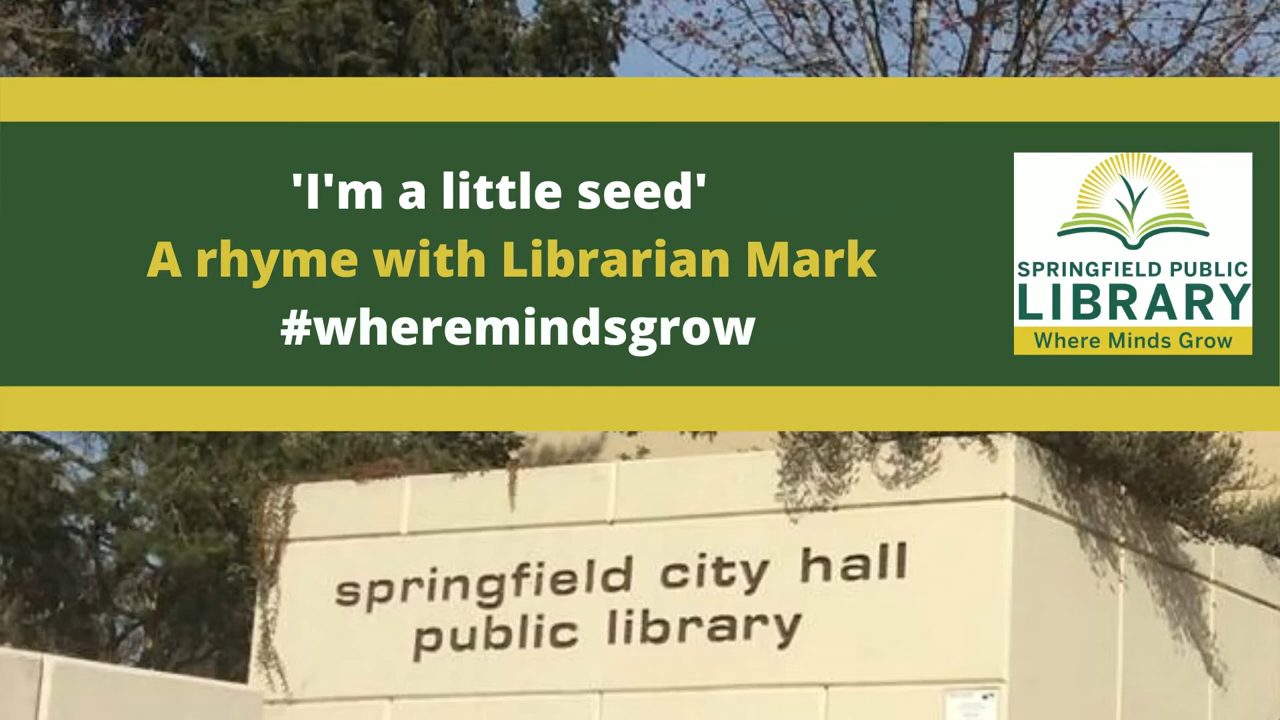 'I'm a little seed'
A rhyme with Librarian Mark
#wheremindsgrow
SPRINGFIELD PUBLIC
LIBRARY
Where Minds Grow
springfield city hall
public library